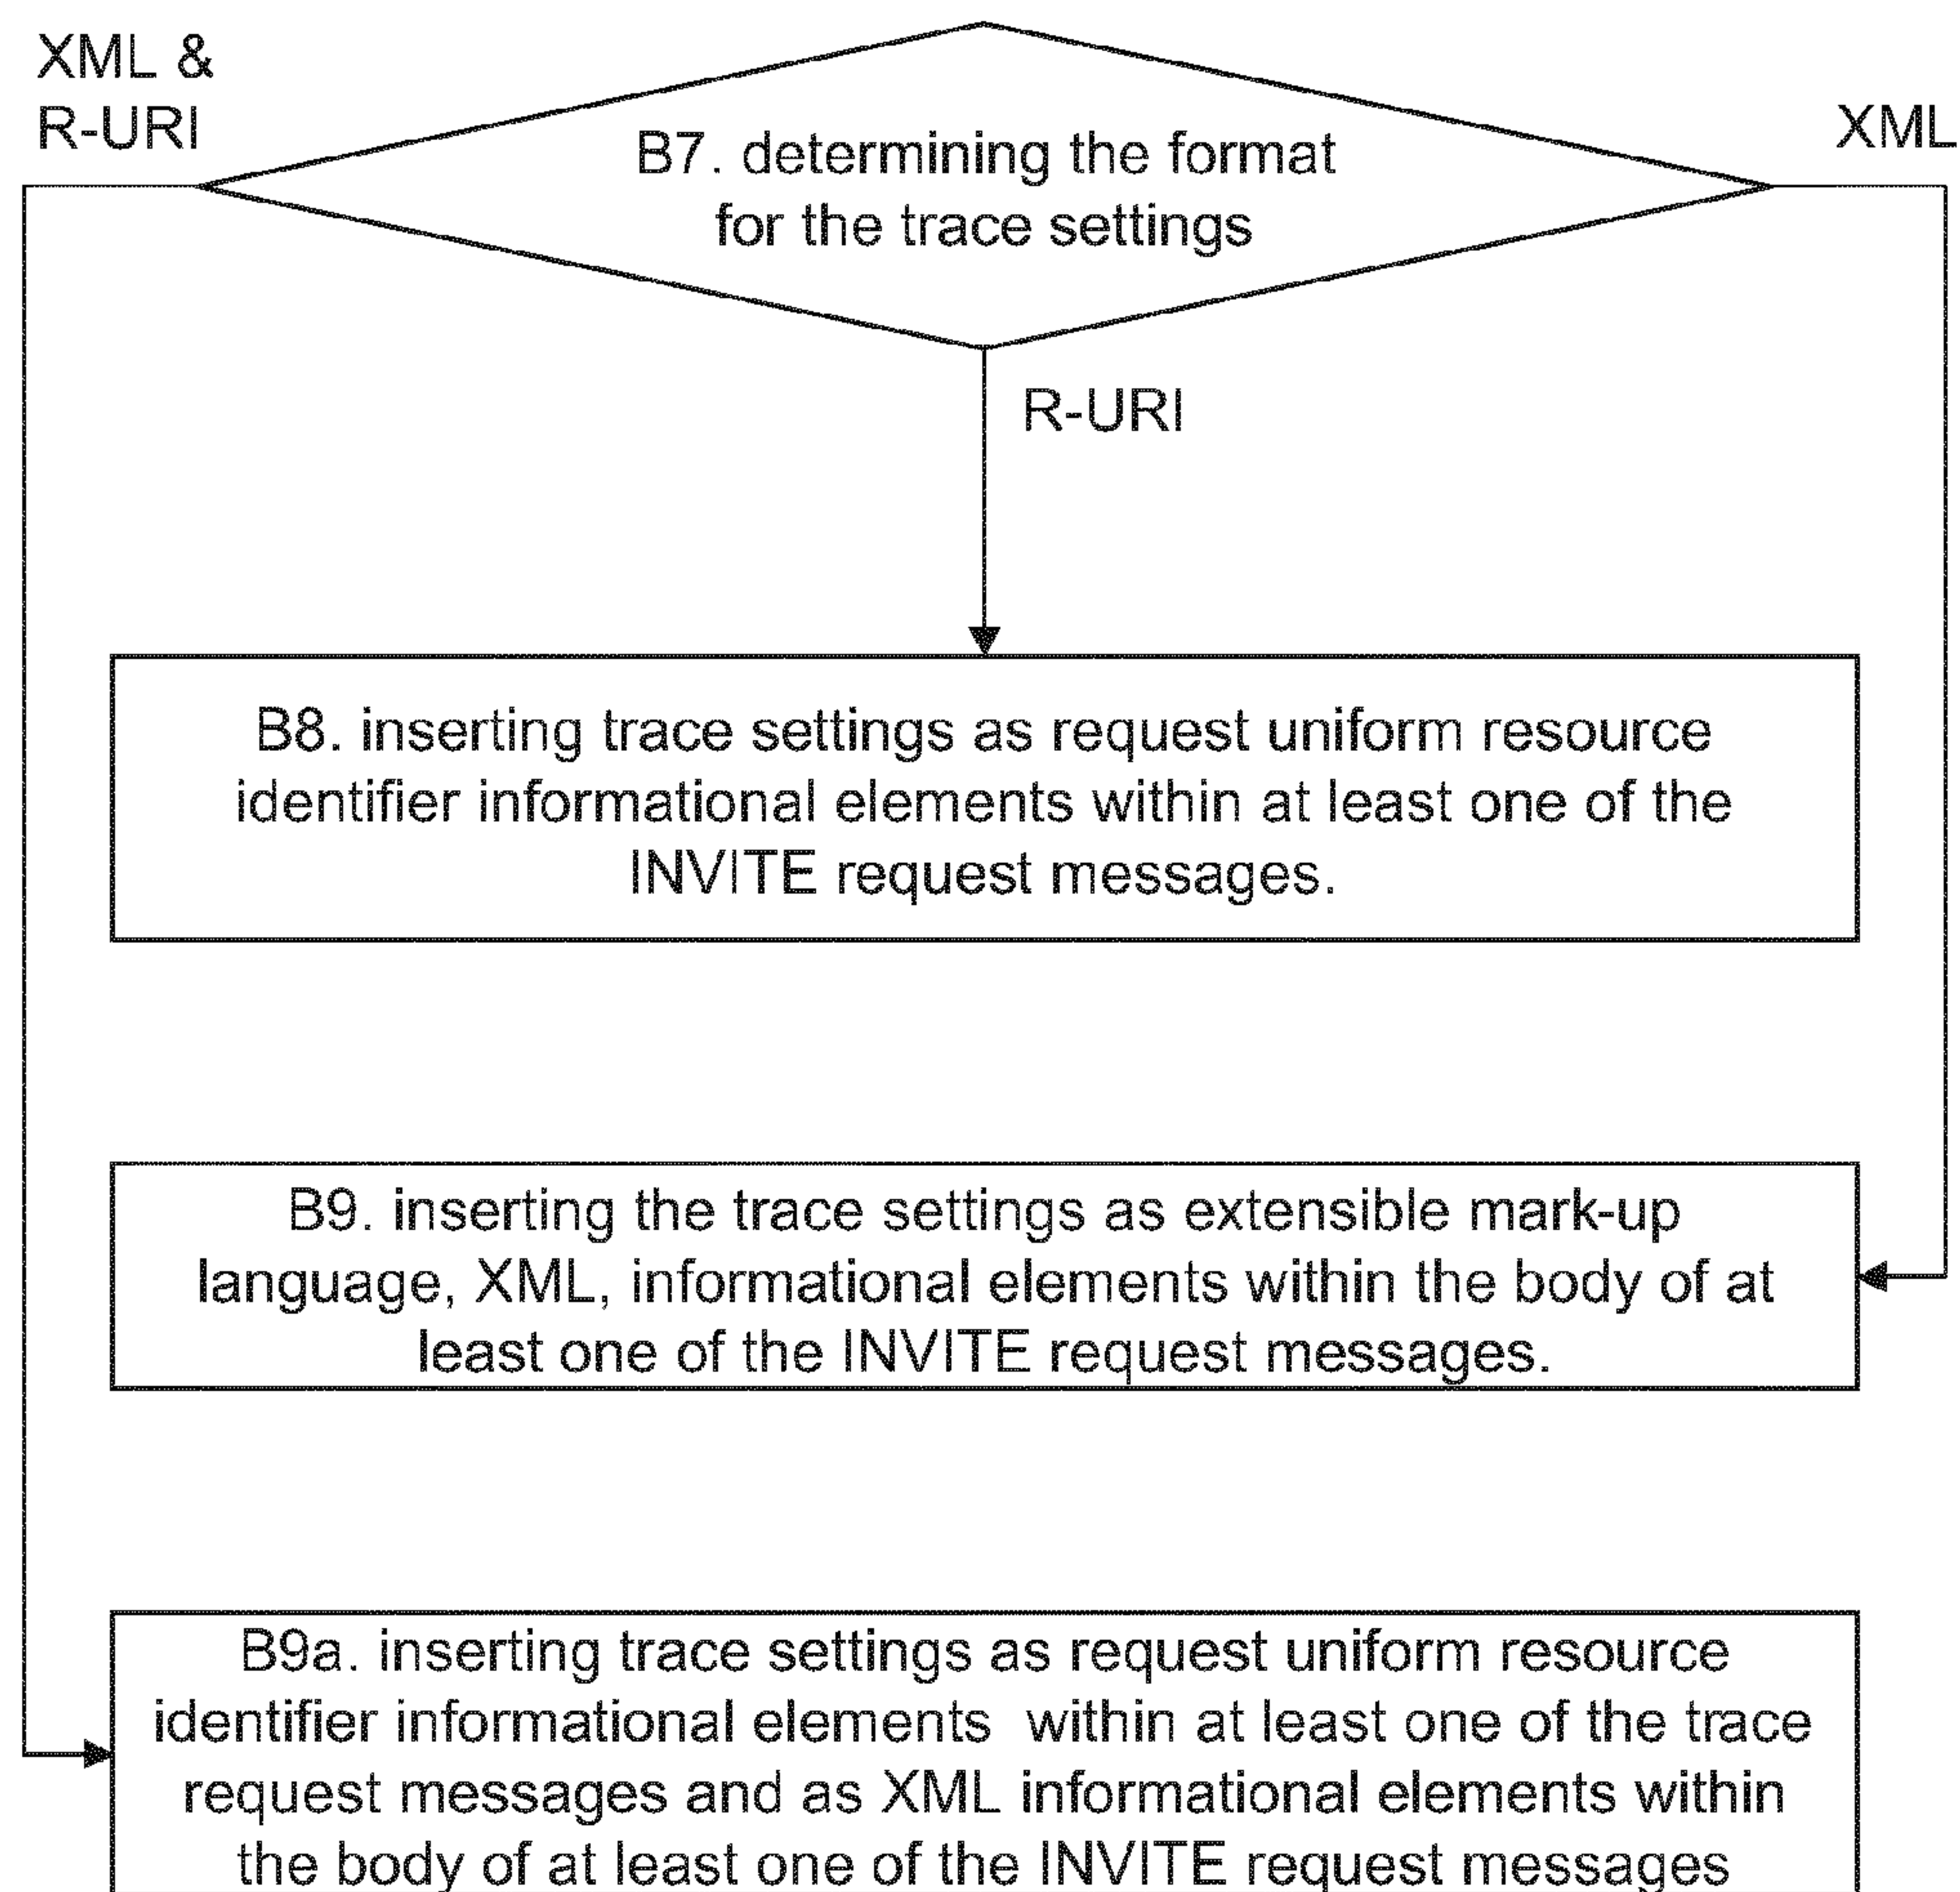 XML &
R-URI
XML
B7. determining the format
for the trace settings
R-URI
B8. inserting trace settings as request uniform resource
identifier informational elements within at least one of the
INVITE request messages.
B9. inserting the trace settings as extensible mark-up
language, XML, informational elements within the body of at
least one of the INVITE request messages.
B9a. inserting trace settings as request uniform resource
identifier informational elements within at least one of the trace
request messages and as XML informational elements within
the body of at least one of the INVITE request messages